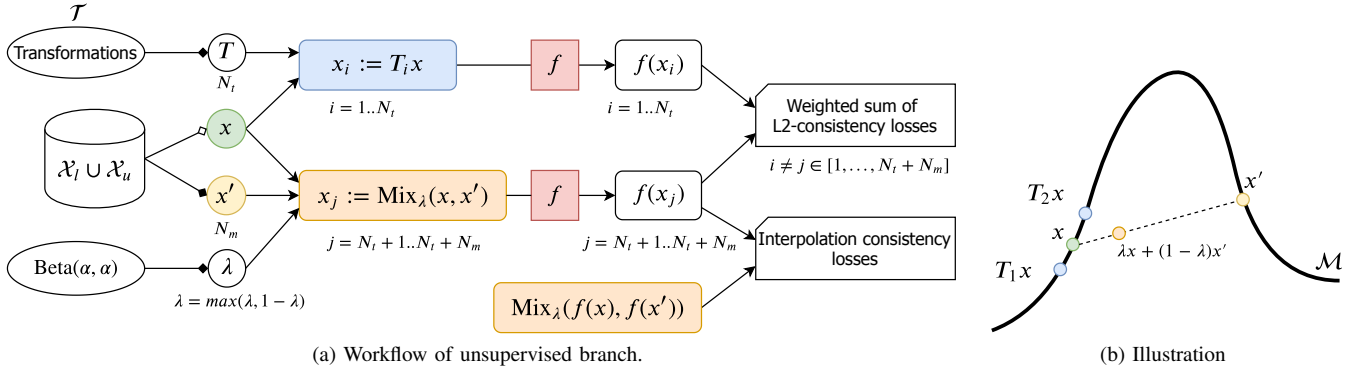 𝒯
Transformations
T
N_t
x_i := T_i x
i = 1..N_t
f
f(x_i)
i = 1..N_t
Weighted sum of
L2-consistency losses
i ≠ j ∈ [1, …, N_t + N_m]
𝒳_l ∪ 𝒳_u
x
x′
N_m
x_j := Mix_λ(x, x′)
j = N_t + 1..N_t + N_m
f
f(x_j)
j = N_t + 1..N_t + N_m
Interpolation consistency
losses
Beta(α, α)
λ
λ = max(λ, 1 − λ)
Mix_λ(f(x), f(x′))
(a) Workflow of unsupervised branch.
T_2 x
x
T_1 x
x′
λx + (1 − λ)x′
ℳ
(b) Illustration